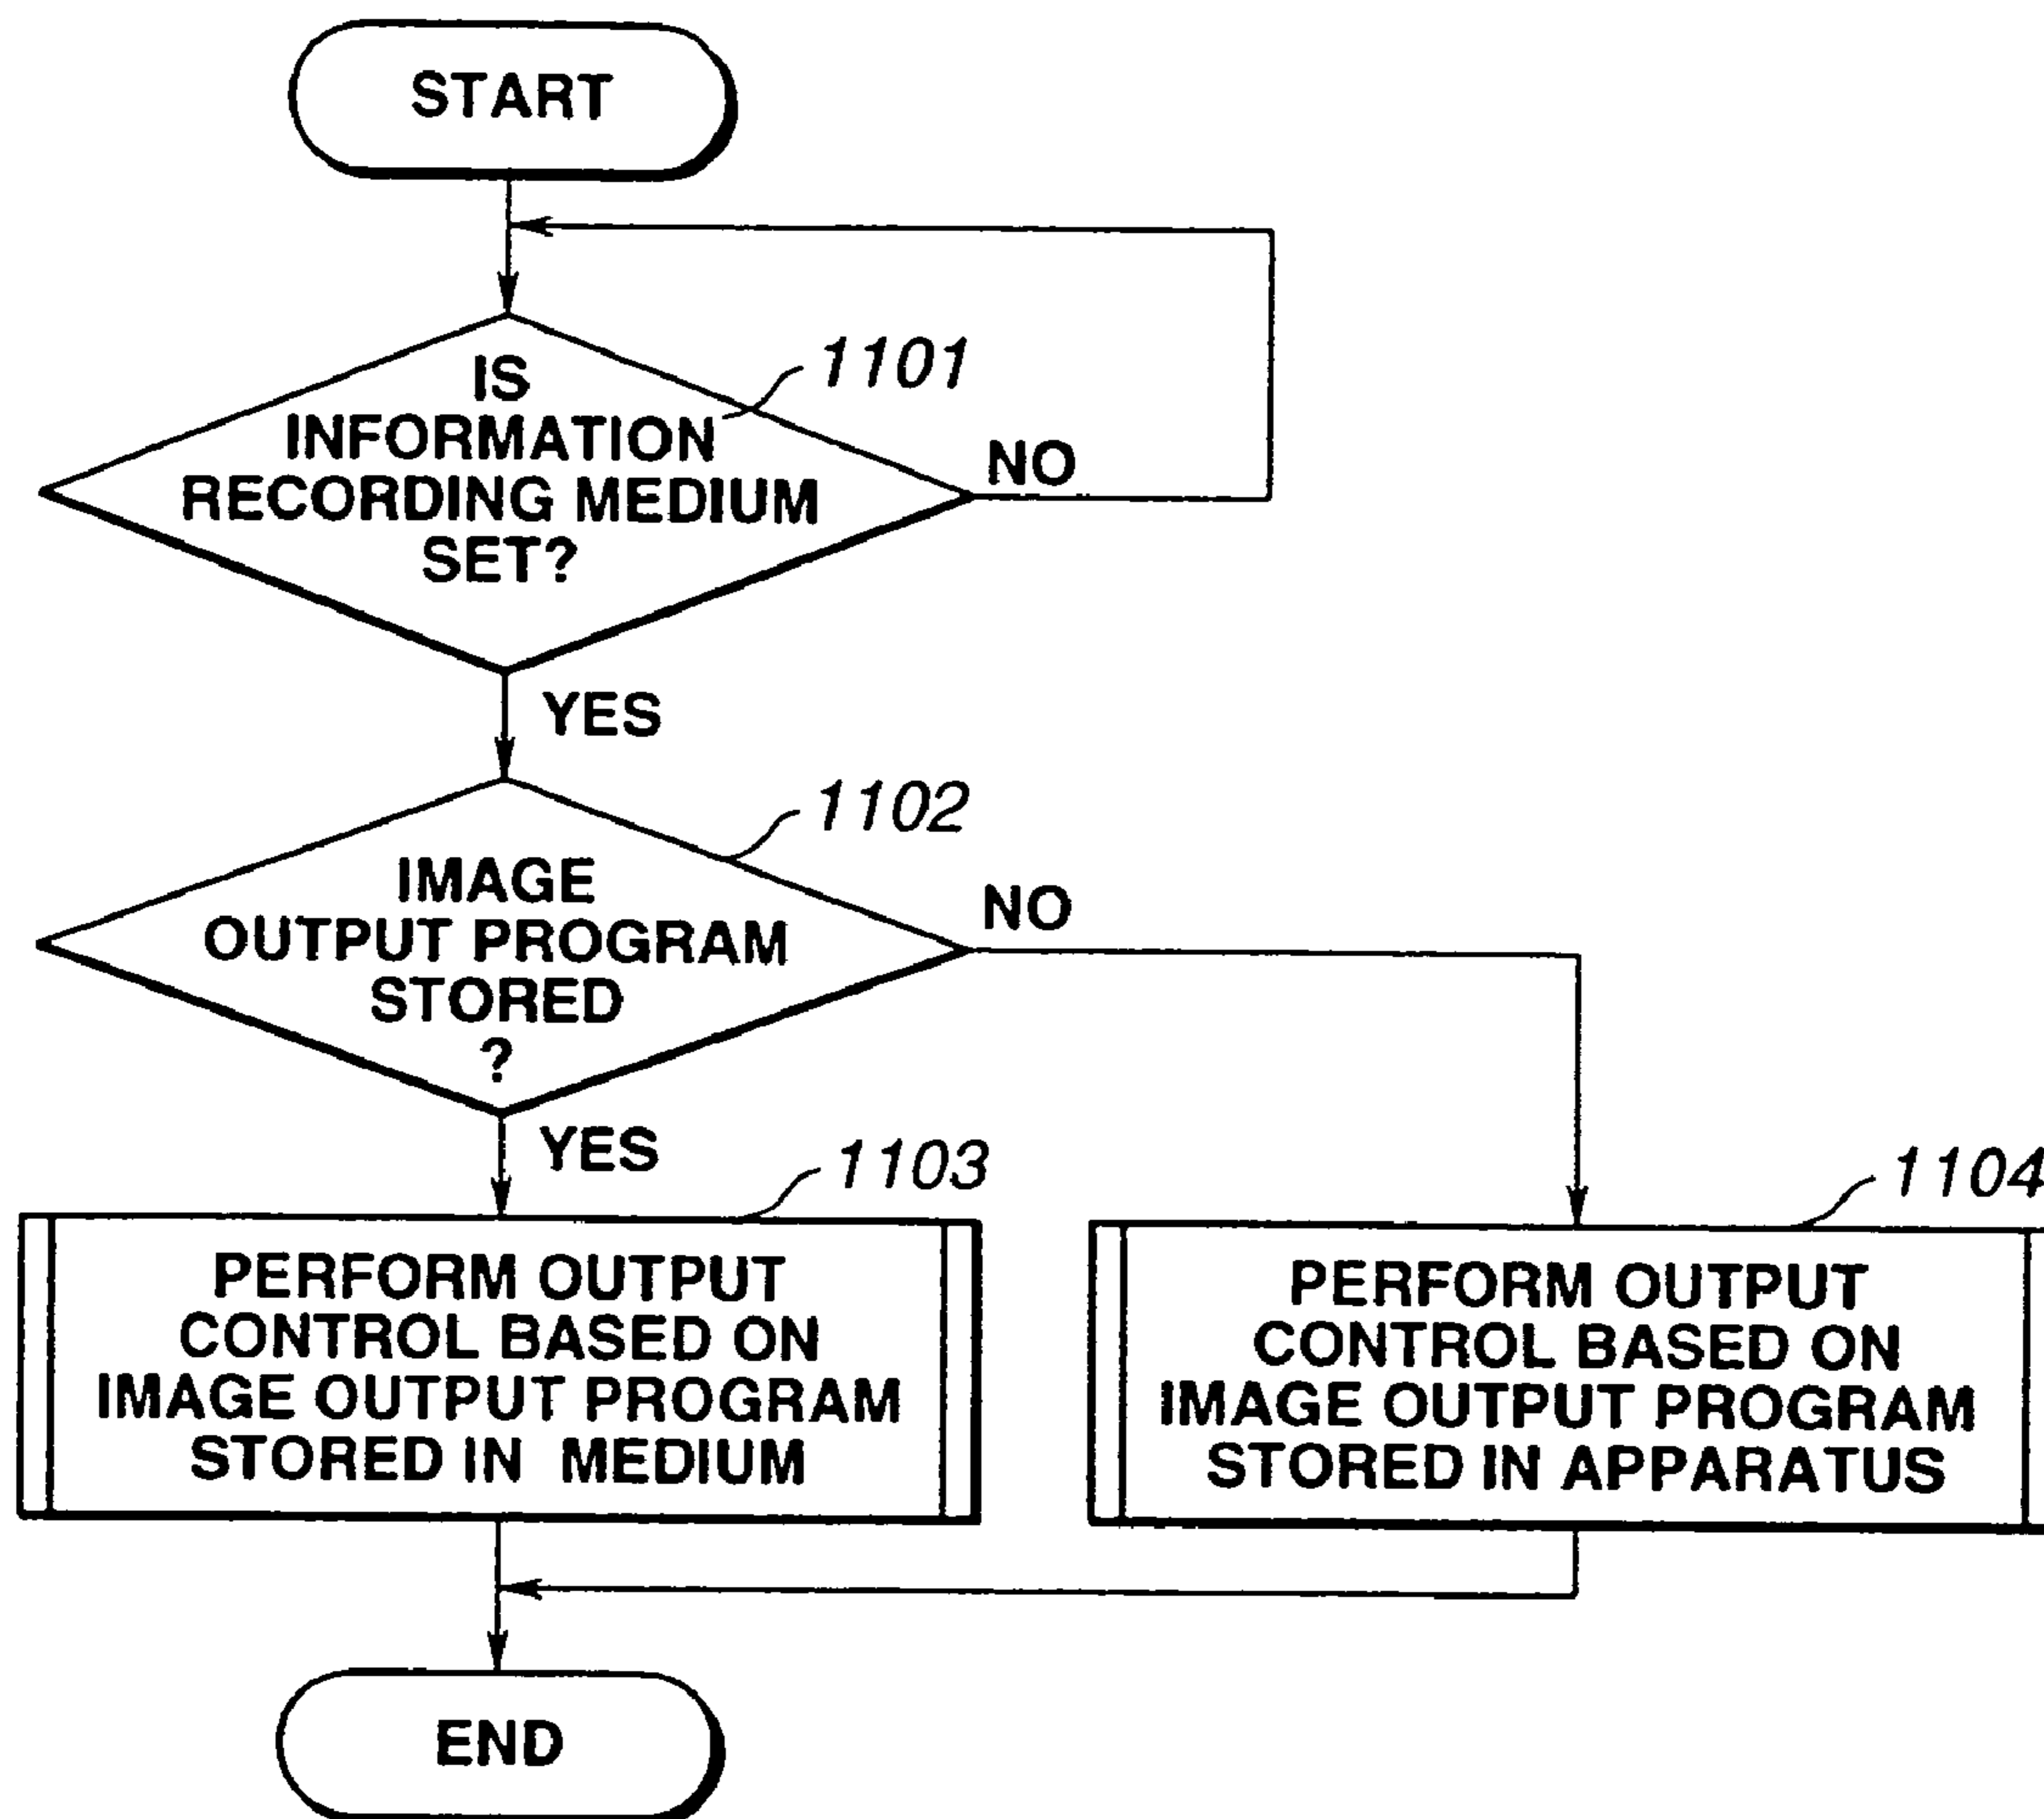 START
1101
IS
INFORMATION
RECORDING MEDIUM
SET?
NO
YES
1102
IMAGE
OUTPUT PROGRAM
STORED
?
NO
YES
1103
PERFORM OUTPUT
CONTROL BASED ON
IMAGE OUTPUT PROGRAM
STORED IN MEDIUM
1104
PERFORM OUTPUT
CONTROL BASED ON
IMAGE OUTPUT PROGRAM
STORED IN APPARATUS
END